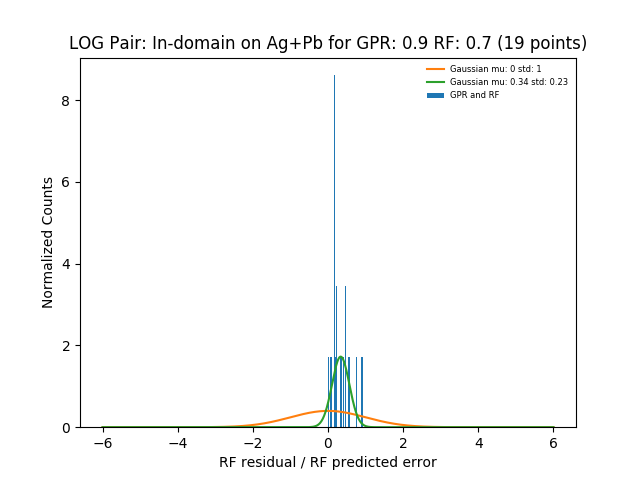 LOG Pair: In-domain on Ag+Pb for GPR: 0.9 RF: 0.7 (19 points)
Gaussian mu: 0 std: 1
Gaussian mu: 0.34 std: 0.23
GPR and RF
Normalized Counts
8
6
4
2
0
−6 −4 −2 0 2 4 6
RF residual / RF predicted error